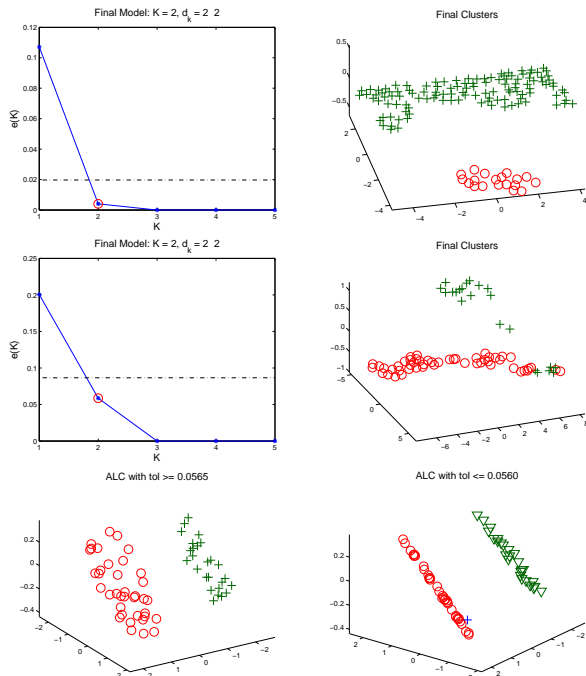 Final Model: K = 2, d_k = 2 2
0.12
0.1
0.08
0.06
0.04
0.02
0
e(K)
1 2 3 4 5
K
Final Clusters
0.5
0
-0.5
2
0
-2
-4
-4 -2 0 2 4
Final Model: K = 2, d_k = 2 2
0.25
0.2
0.15
0.1
0.05
0
e(K)
1 2 3 4 5
K
Final Clusters
1
0.5
0
-0.5
-1
-5
0
5
-4 -2 0 2 4 6 8
ALC with tol >= 0.0565
0.2
0
-0.2
-0.4
-2
-1
0
1
2
2 1 0 -1 -2
ALC with tol <= 0.0560
0.2
0
-0.2
-0.4
2 1 0 -1 -2
2
1
0
-1
-2